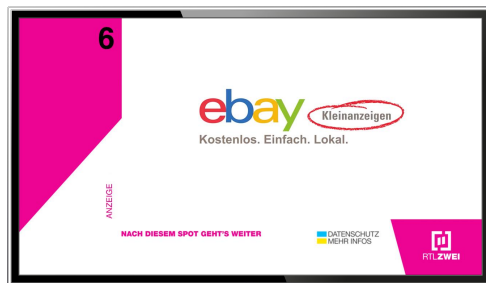 6
ebay Kleinanzeigen
Kostenlos. Einfach. Lokal.
ANZEIGE
NACH DIESEM SPOT GEHT'S WEITER
DATENSCHUTZ
MEHR INFOS
RTLZWEI